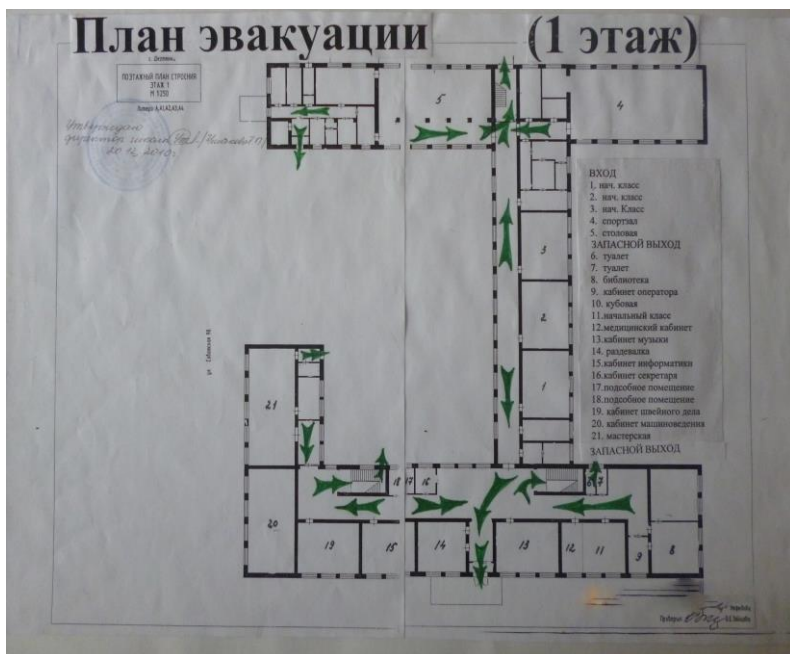 План эвакуации (1 этаж)
ПОЭТАЖНЫЙ ПЛАН СТРОЕНИЯ
ЭТАЖ 1
Утверждаю
директор школы
ВХОД
1. нач. класс
2. нач. класс
3. нач. Класс
4. спортзал
5. столовая
ЗАПАСНОЙ ВЫХОД
6. туалет
7. туалет
8. библиотека
9. кабинет оператора
10. кубовая
11.начальный класс
12.медицинский кабинет
13.кабинет музыки
14. раздевалка
15.кабинет информатики
16.кабинет секретаря
17.подсобное помещение
18.подсобное помещение
19. кабинет швейного дела
20. кабинет машиноведения
21. мастерская
ЗАПАСНОЙ ВЫХОД
5
4
3
2
1
21
18 17 16
6 7
20
19
15
14
13
12
11
9
8